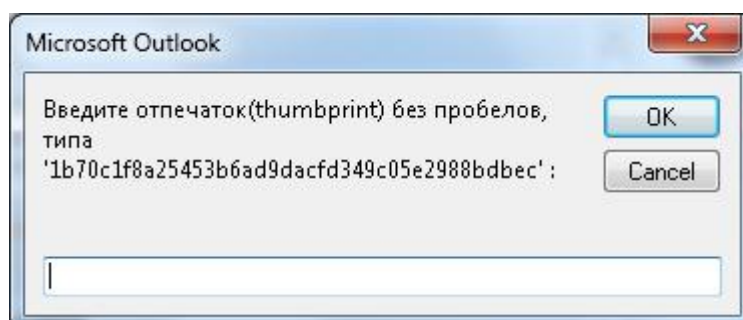 Microsoft Outlook
Введите отпечаток(thumbprint) без пробелов,
типа
'1b70c1f8a25453b6ad9dacfd349c05e2988bdbec' :
OK
Cancel